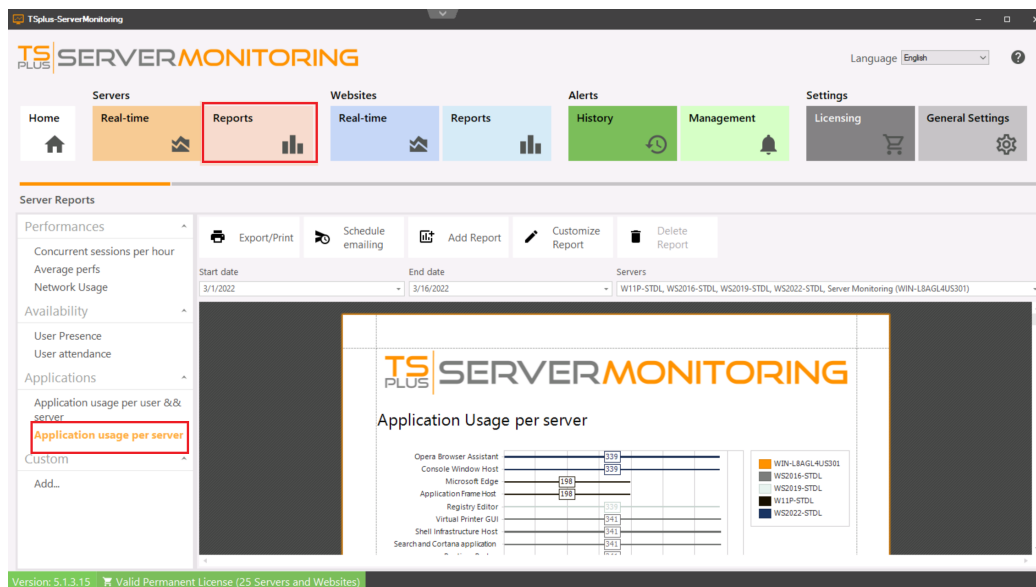 TSplus-ServerMonitoring
TS PLUS SERVERMONITORING
Language English
Servers
Websites
Alerts
Settings
Home
Real-time
Reports
Real-time
Reports
History
Management
Licensing
General Settings
Server Reports
Performances
Concurrent sessions per hour
Average perfs
Network Usage
Availability
User Presence
User attendance
Applications
Application usage per user &&
server
Application usage per server
Custom
Add...
Export/Print
Schedule
emailing
Add Report
Customize
Report
Delete
Report
Start date
End date
Servers
3/1/2022
3/16/2022
W11P-STDL, WS2016-STDL, WS2019-STDL, WS2022-STDL, Server Monitoring (WIN-L8AGL4US301)
TS PLUS SERVERMONITORING
Application Usage per server
Opera Browser Assistant 339
Console Window Host 339
Microsoft Edge 198
Application Frame Host 198
Registry Editor
Virtual Printer GUI 341
Shell Infrastructure Host 341
Search and Cortana application 341
WIN-L8AGL4US301
WS2016-STDL
WS2019-STDL
W11P-STDL
WS2022-STDL
Version: 5.1.3.15
Valid Permanent License (25 Servers and Websites)